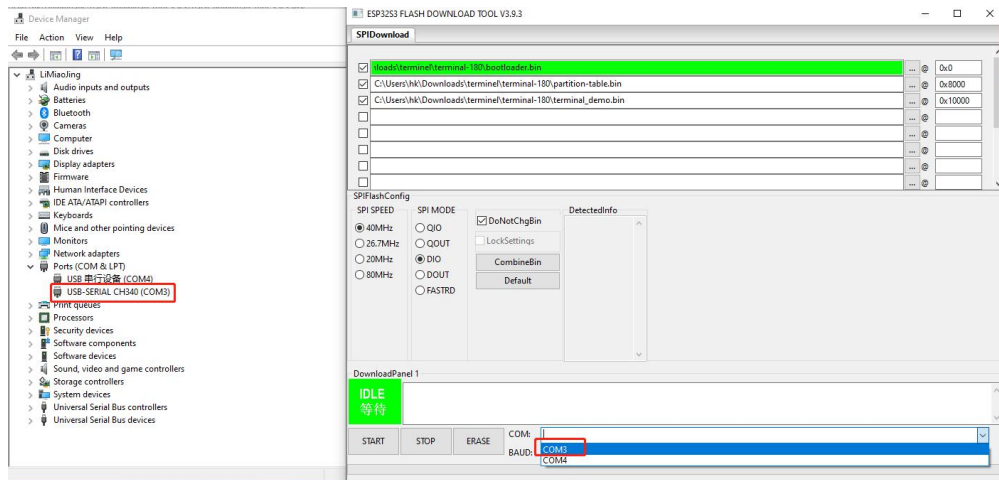 Device Manager
File Action View Help
LiMiaoJing
Audio inputs and outputs
Batteries
Bluetooth
Cameras
Computer
Disk drives
Display adapters
Firmware
Human Interface Devices
IDE ATA/ATAPI controllers
Keyboards
Mice and other pointing devices
Monitors
Network adapters
Ports (COM & LPT)
USB 串行设备 (COM4)
USB-SERIAL CH340 (COM3)
Print queues
Processors
Security devices
Software components
Software devices
Sound, video and game controllers
Storage controllers
System devices
Universal Serial Bus controllers
Universal Serial Bus devices
ESP32S3 FLASH DOWNLOAD TOOL V3.9.3
SPIDownload
\loads\terminel\terminal-180\bootloader.bin ... @ 0x0
C:\Users\hk\Downloads\terminel\terminal-180\partition-table.bin ... @ 0x8000
C:\Users\hk\Downloads\terminel\terminal-180\terminal_demo.bin ... @ 0x10000
... @
... @
... @
... @
... @
SPIFlashConfig
SPI SPEED
40MHz
26.7MHz
20MHz
80MHz
SPI MODE
QIO
QOUT
DIO
DOUT
FASTRD
DoNotChgBin
LockSettings
CombineBin
Default
DetectedInfo
DownloadPanel 1
IDLE
等待
START STOP ERASE
COM:
BAUD:
COM3
COM4